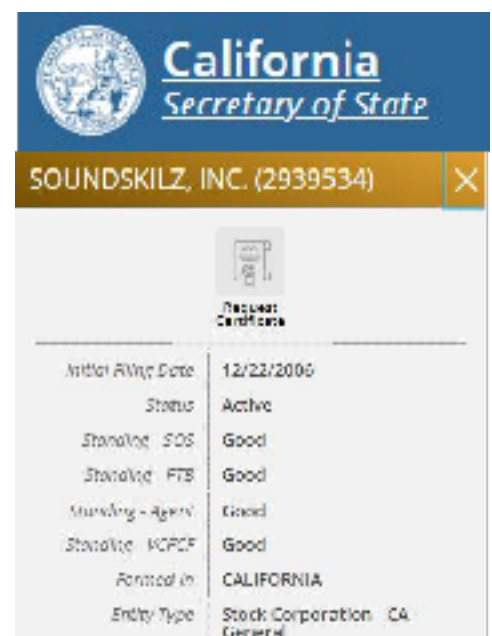 California
Secretary of State
SOUNDSKILZ, INC. (2939534)
Request
Certificate
Initial Filing Date 12/22/2006
Status Active
Standing - SOS Good
Standing - FTB Good
Standing - Agent Good
Standing - VCFCF Good
Formed In CALIFORNIA
Entity Type Stock Corporation - CA -
General